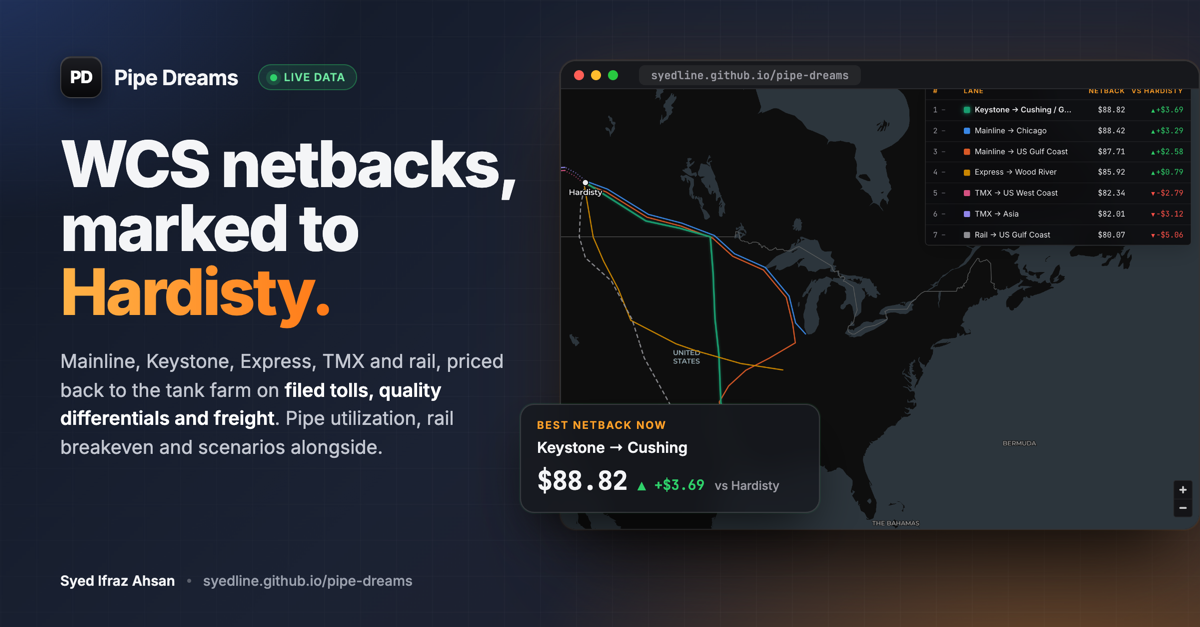 PD Pipe Dreams LIVE DATA
WCS netbacks,
marked to
Hardisty.
Mainline, Keystone, Express, TMX and rail, priced
back to the tank farm on filed tolls, quality
differentials and freight. Pipe utilization, rail
breakeven and scenarios alongside.
Syed Ifraz Ahsan • syedline.github.io/pipe-dreams
syedline.github.io/pipe-dreams
# LANE NETBACK VS HARDISTY
1 – Keystone → Cushing / G... $88.82 ▲+$3.69
2 – Mainline → Chicago $88.42 ▲+$3.29
3 – Mainline → US Gulf Coast $87.71 ▲+$2.58
4 – Express → Wood River $85.92 ▲+$0.79
5 – TMX → US West Coast $82.34 ▼-$2.79
6 – TMX → Asia $82.01 ▼-$3.12
7 – Rail → US Gulf Coast $80.07 ▼-$5.06
Hardisty
UNITED
STATES
BERMUDA
THE BAHAMAS
+
−
BEST NETBACK NOW
Keystone → Cushing
$88.82 ▲ +$3.69 vs Hardisty